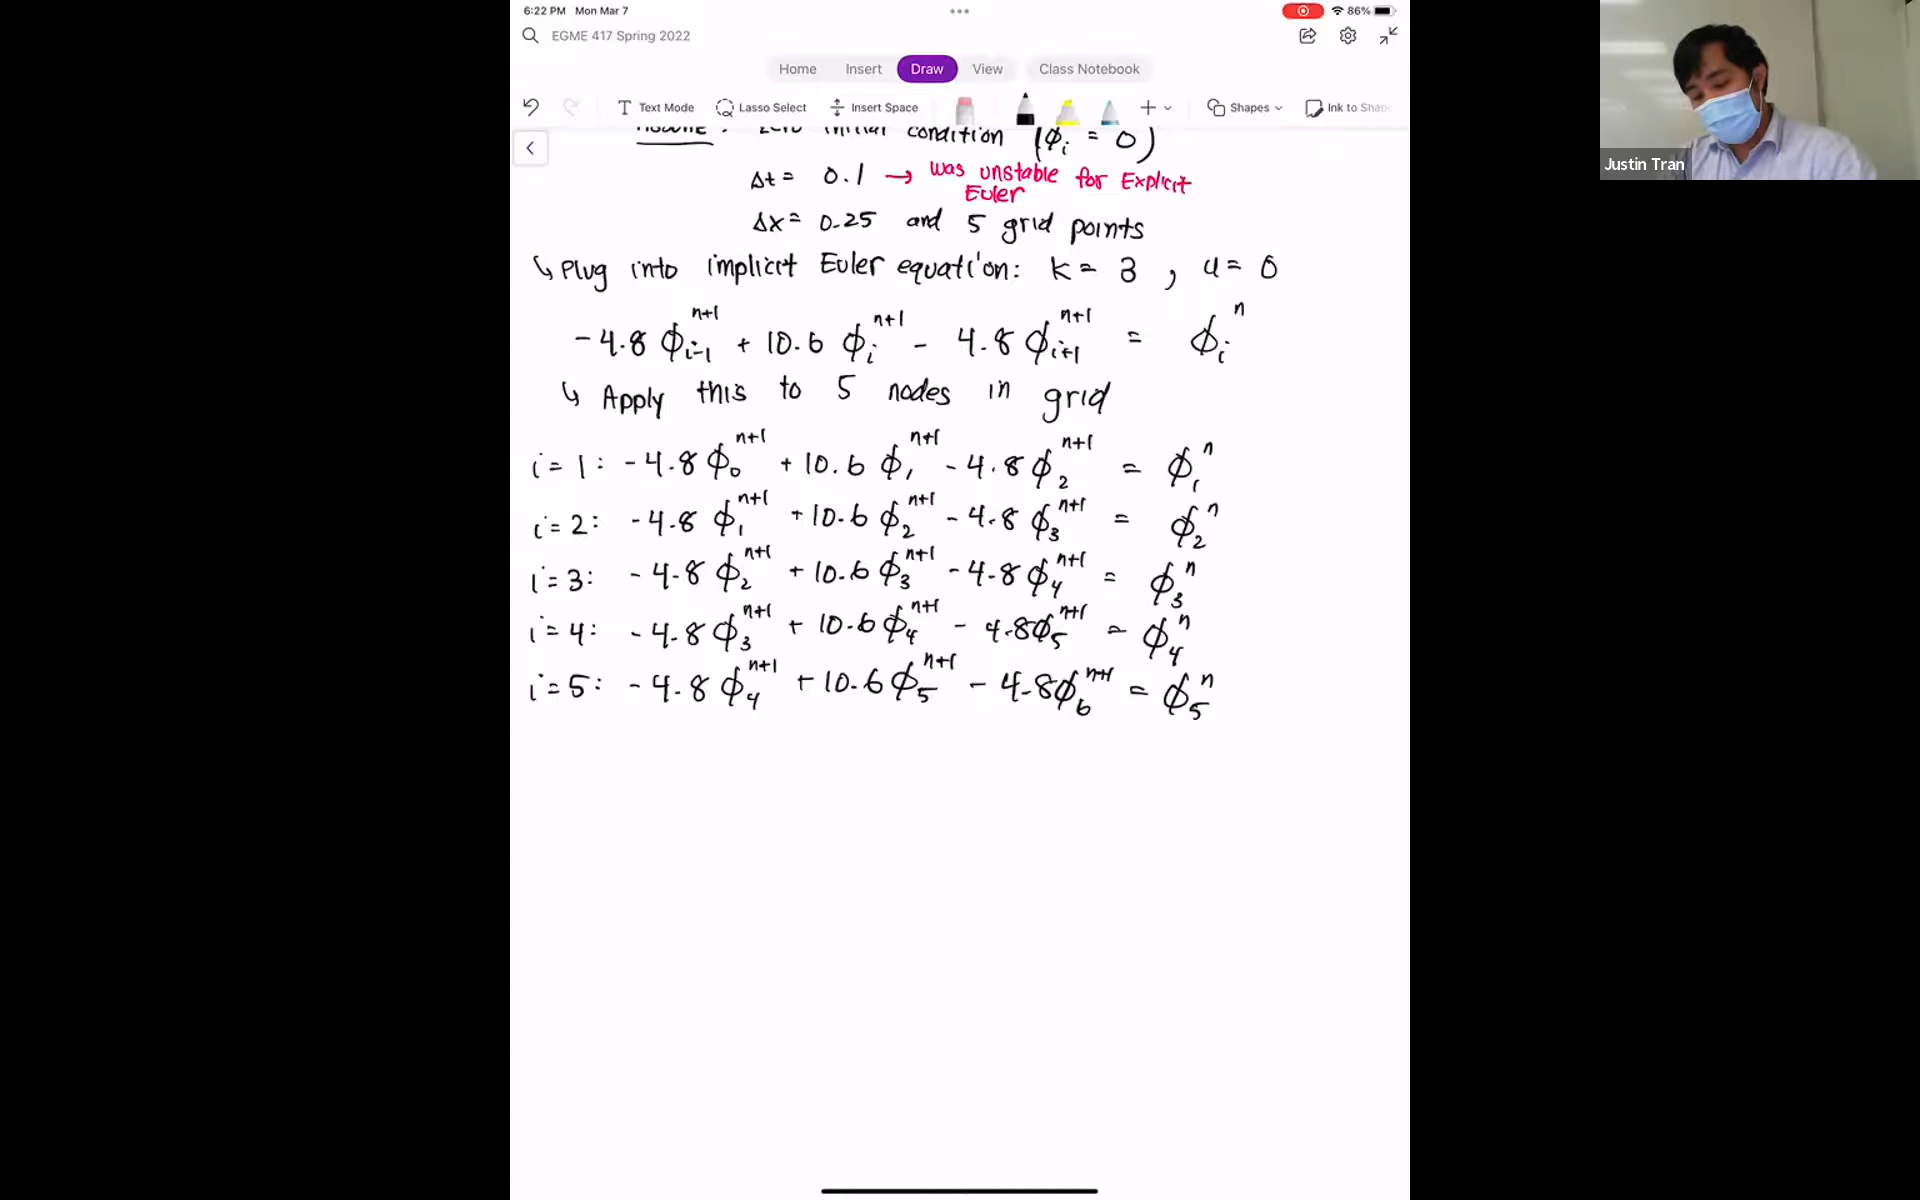 6:22 PM Mon Mar 7
86%
EGME 417 Spring 2022
Home Insert Draw View Class Notebook
Text Mode Lasso Select Insert Space Shapes Ink to Shape
Justin Tran
Assume: zero initial condition (ϕᵢ = 0)
Δt = 0.1 → was unstable for Explicit
Euler
Δx = 0.25 and 5 grid points
↳ Plug into implicit Euler equation: k = 3, u = 0
-4.8 ϕᵢ₋₁ⁿ⁺¹ + 10.6 ϕᵢⁿ⁺¹ - 4.8 ϕᵢ₊₁ⁿ⁺¹ = ϕᵢⁿ
↳ Apply this to 5 nodes in grid
i=1: -4.8 ϕ₀ⁿ⁺¹ + 10.6 ϕ₁ⁿ⁺¹ - 4.8 ϕ₂ⁿ⁺¹ = ϕ₁ⁿ
i=2: -4.8 ϕ₁ⁿ⁺¹ + 10.6 ϕ₂ⁿ⁺¹ - 4.8 ϕ₃ⁿ⁺¹ = ϕ₂ⁿ
i=3: -4.8 ϕ₂ⁿ⁺¹ + 10.6 ϕ₃ⁿ⁺¹ - 4.8 ϕ₄ⁿ⁺¹ = ϕ₃ⁿ
i=4: -4.8 ϕ₃ⁿ⁺¹ + 10.6 ϕ₄ⁿ⁺¹ - 4.8 ϕ₅ⁿ⁺¹ = ϕ₄ⁿ
i=5: -4.8 ϕ₄ⁿ⁺¹ + 10.6 ϕ₅ⁿ⁺¹ - 4.8 ϕ₆ⁿ⁺¹ = ϕ₅ⁿ